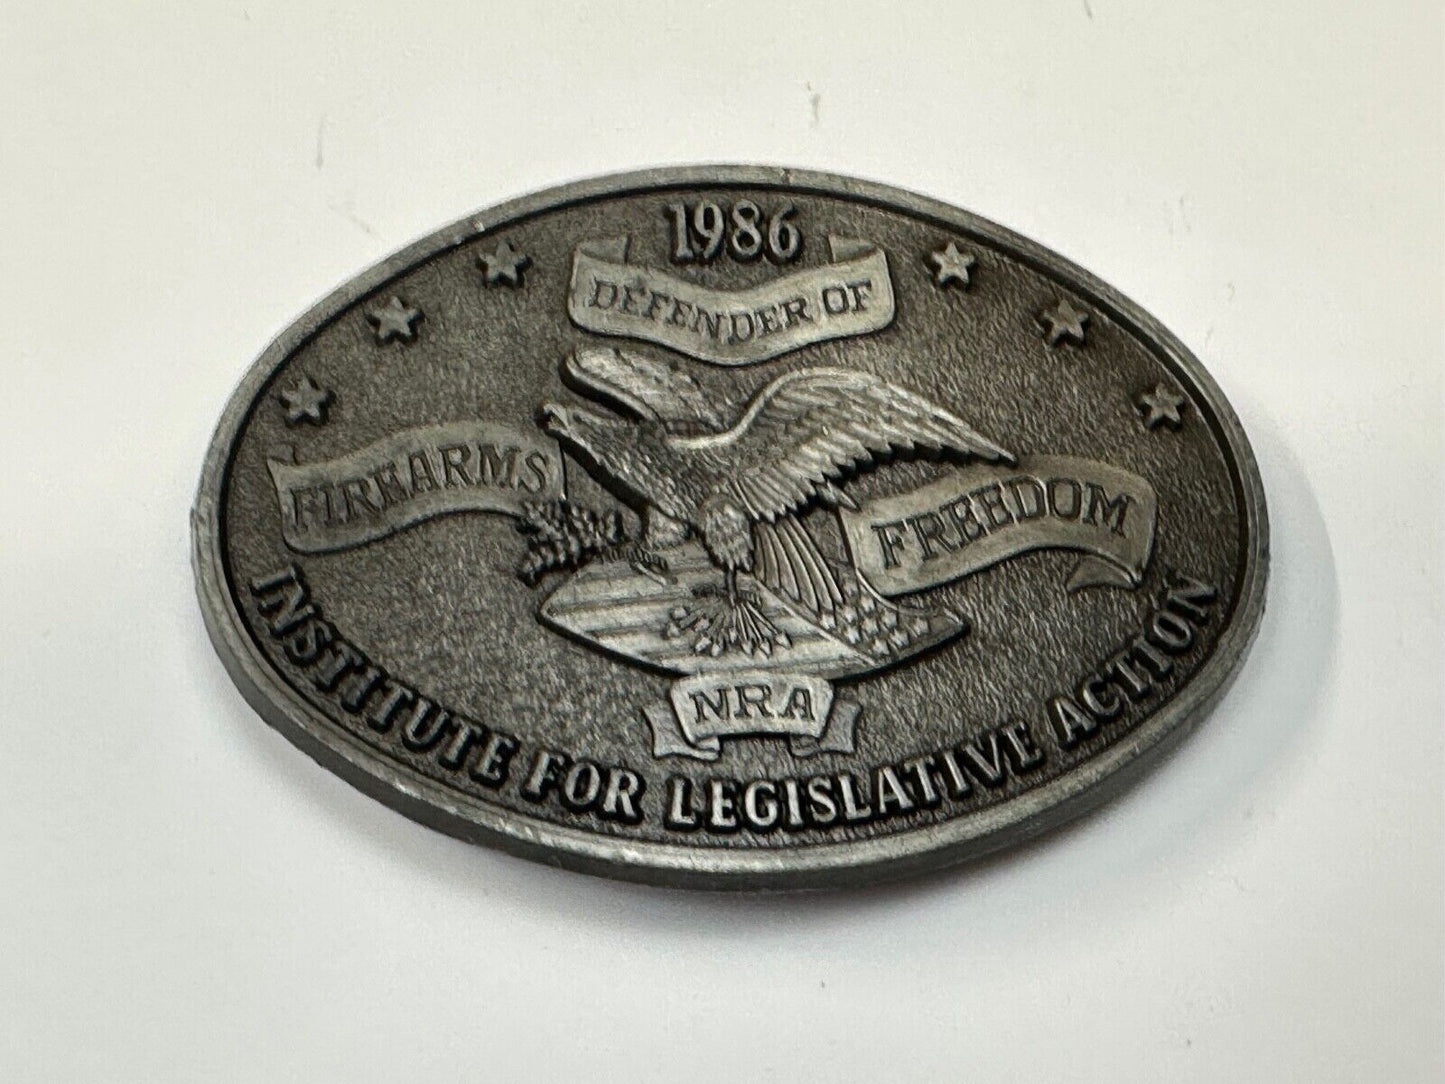 1986
DEFENDER OF
FIREARMS
FREEDOM
NRA
INSTITUTE FOR LEGISLATIVE ACTION